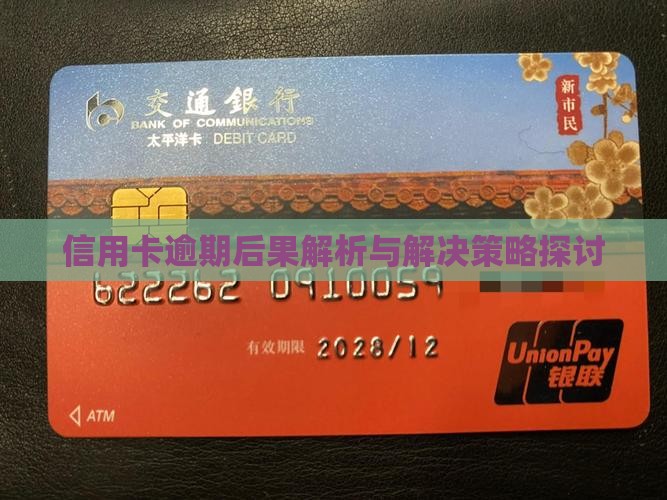 交通銀行
BANK OF COMMUNICATIONS
太平洋卡 DEBIT CARD
新市民
信用卡逾期后果解析与解决策略探讨
622262 0910059
有效期限 2028/12
UnionPay
银联
ATM